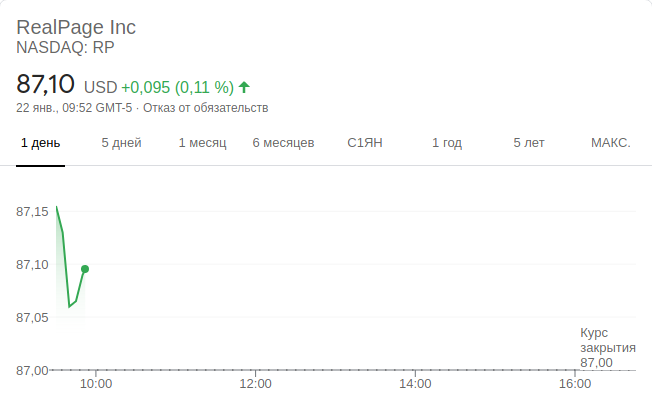 RealPage Inc
NASDAQ: RP
87,10 USD +0,095 (0,11 %)
22 янв., 09:52 GMT-5 · Отказ от обязательств
1 день 5 дней 1 месяц 6 месяцев С1ЯН 1 год 5 лет МАКС.
87,15
87,10
87,05
Курс
закрытия
87,00
87,00
10:00 12:00 14:00 16:00